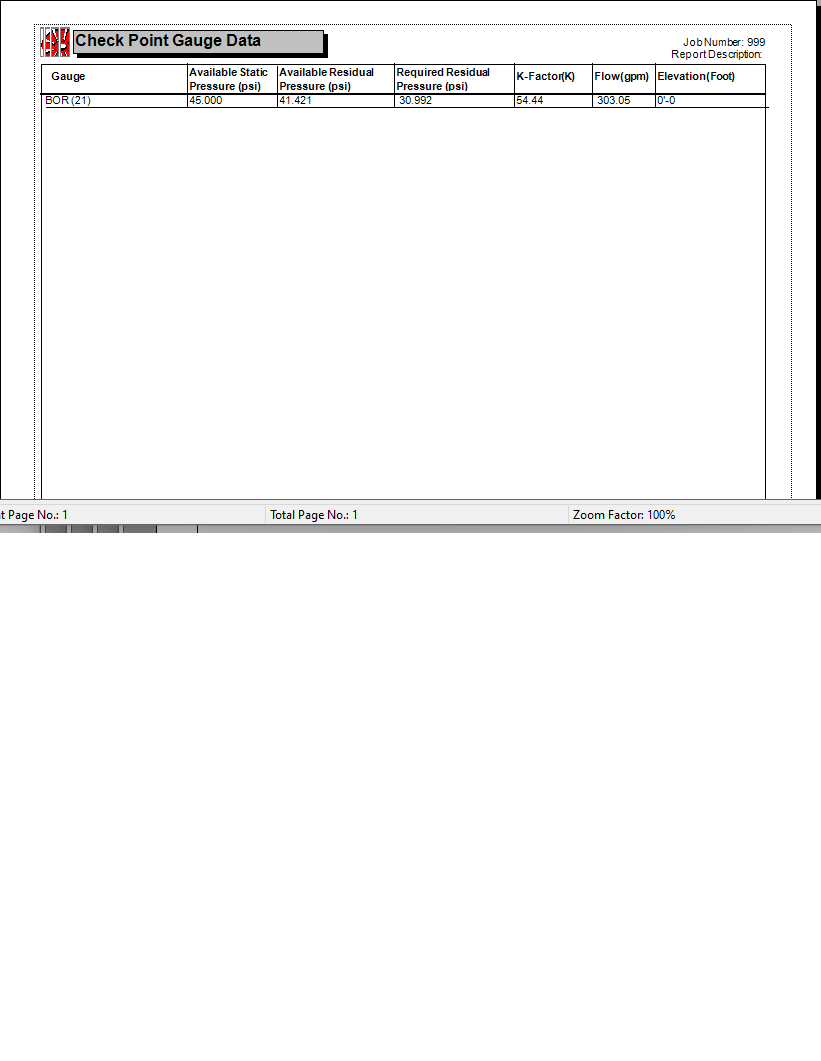 Check Point Gauge Data
Job Number: 999
Report Description:
Gauge
Available Static
Pressure (psi)
Available Residual
Pressure (psi)
Required Residual
Pressure (psi)
K-Factor(K)
Flow(gpm)
Elevation(Foot)
BOR (21)
45.000
41.421
30.992
54.44
303.05
0'-0
t Page No.: 1
Total Page No.: 1
Zoom Factor: 100%